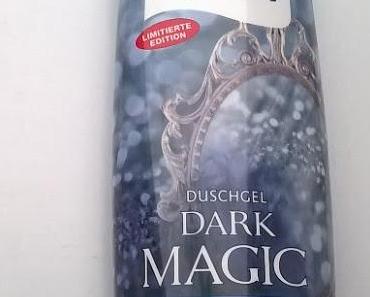 LIMITIERTE
EDITION
DUSCHGEL
DARK
MAGIC